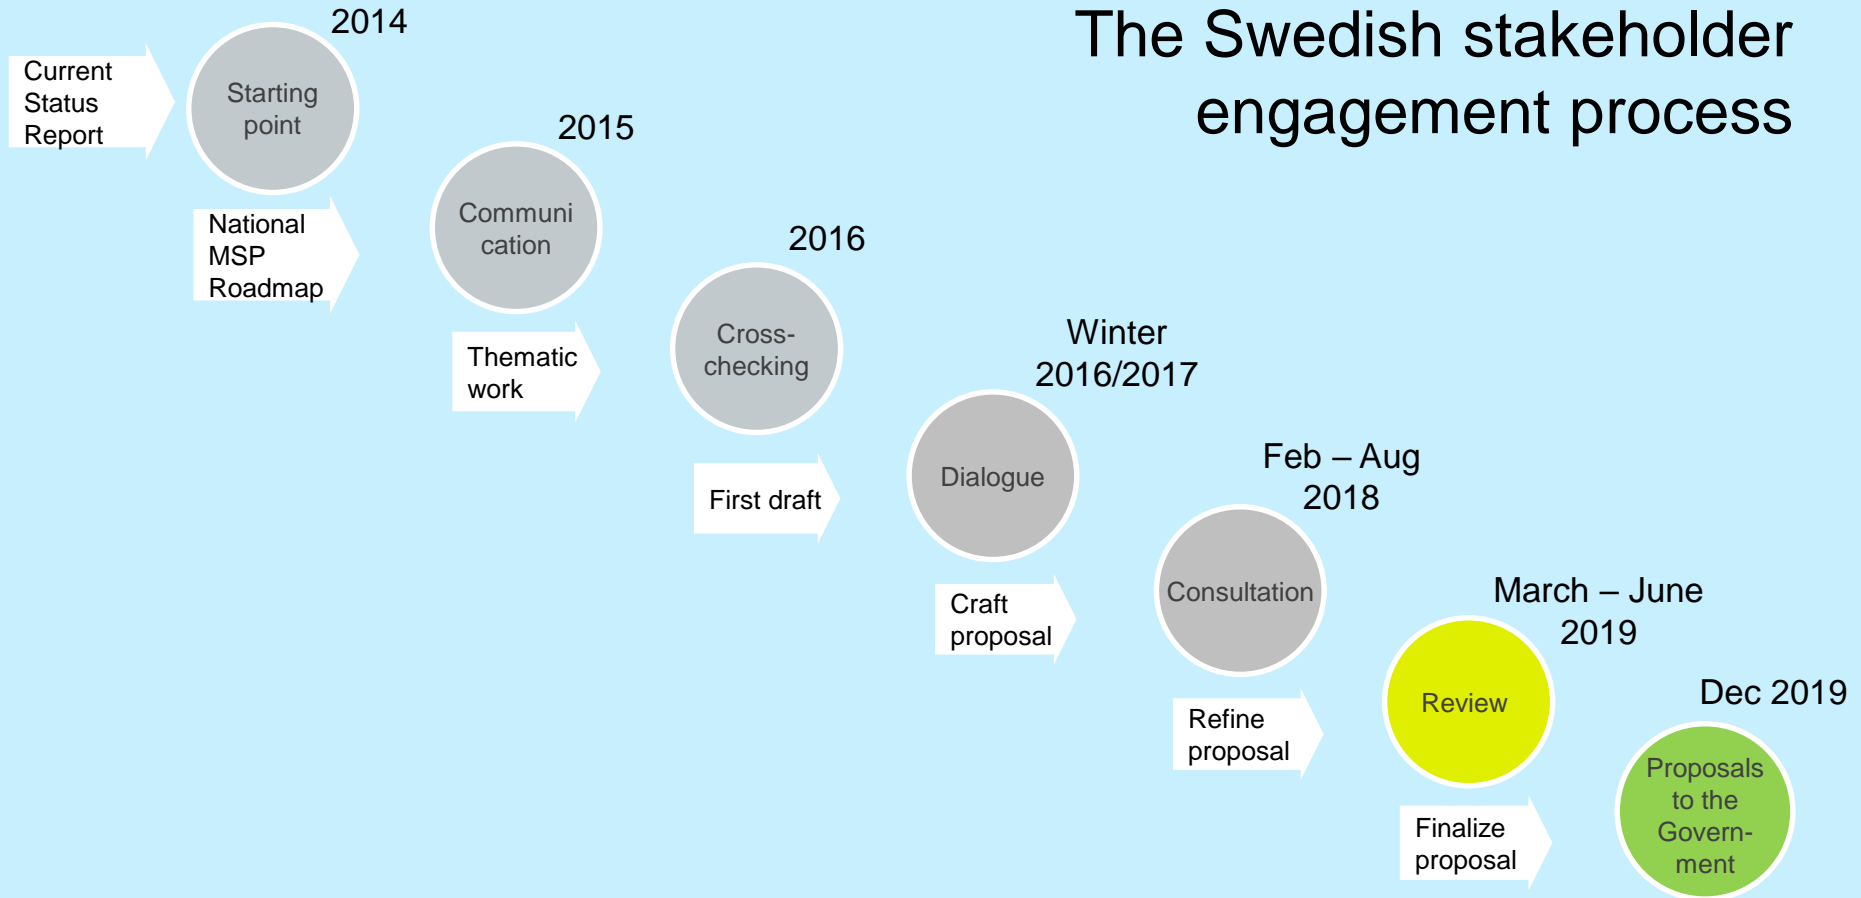 The Swedish stakeholder
engagement process
2014
Current
Status
Report
Starting
point
2015
National
MSP
Roadmap
Communi
cation
2016
Thematic
work
Cross-
checking
Winter
2016/2017
First draft
Dialogue
Feb – Aug
2018
Craft
proposal
Consultation
March – June
2019
Refine
proposal
Review
Dec 2019
Finalize
proposal
Proposals
to the
Govern-
ment